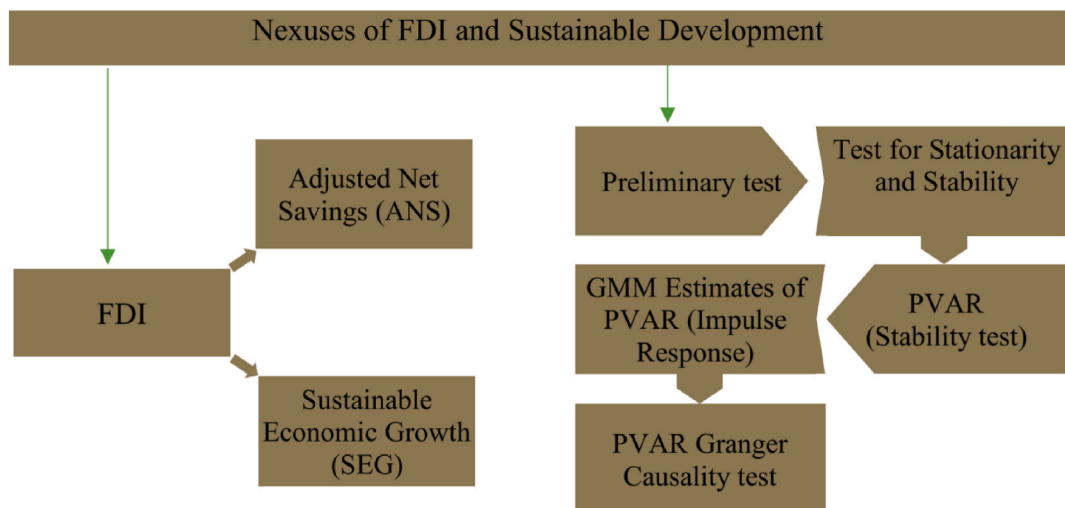 Nexuses of FDI and Sustainable Development
Adjusted Net
Savings (ANS)
FDI
Sustainable
Economic Growth
(SEG)
Preliminary test
Test for Stationarity
and Stability
PVAR
(Stability test)
GMM Estimates of
PVAR (Impulse
Response)
PVAR Granger
Causality test